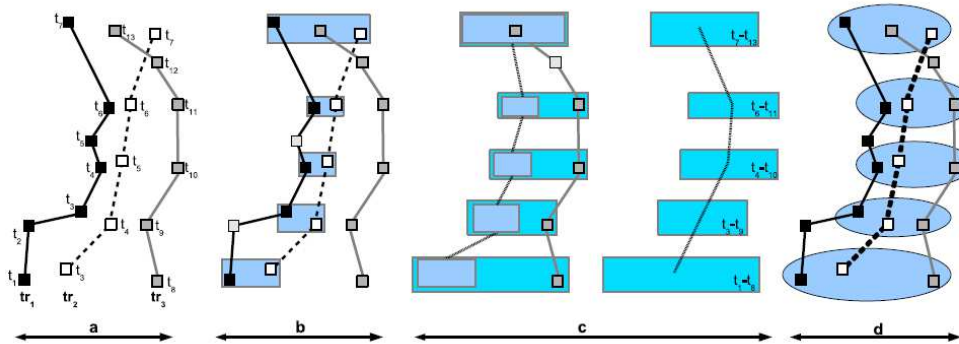 t7
t13
t7
t12
t6
t6
t11
t5
t5
t4
t10
t3
t2
t4
t9
t1
t3
t8
tr1
tr2
tr3
t7-t13
t6-t11
t4-t10
t3-t9
t1-t8
a
b
c
d